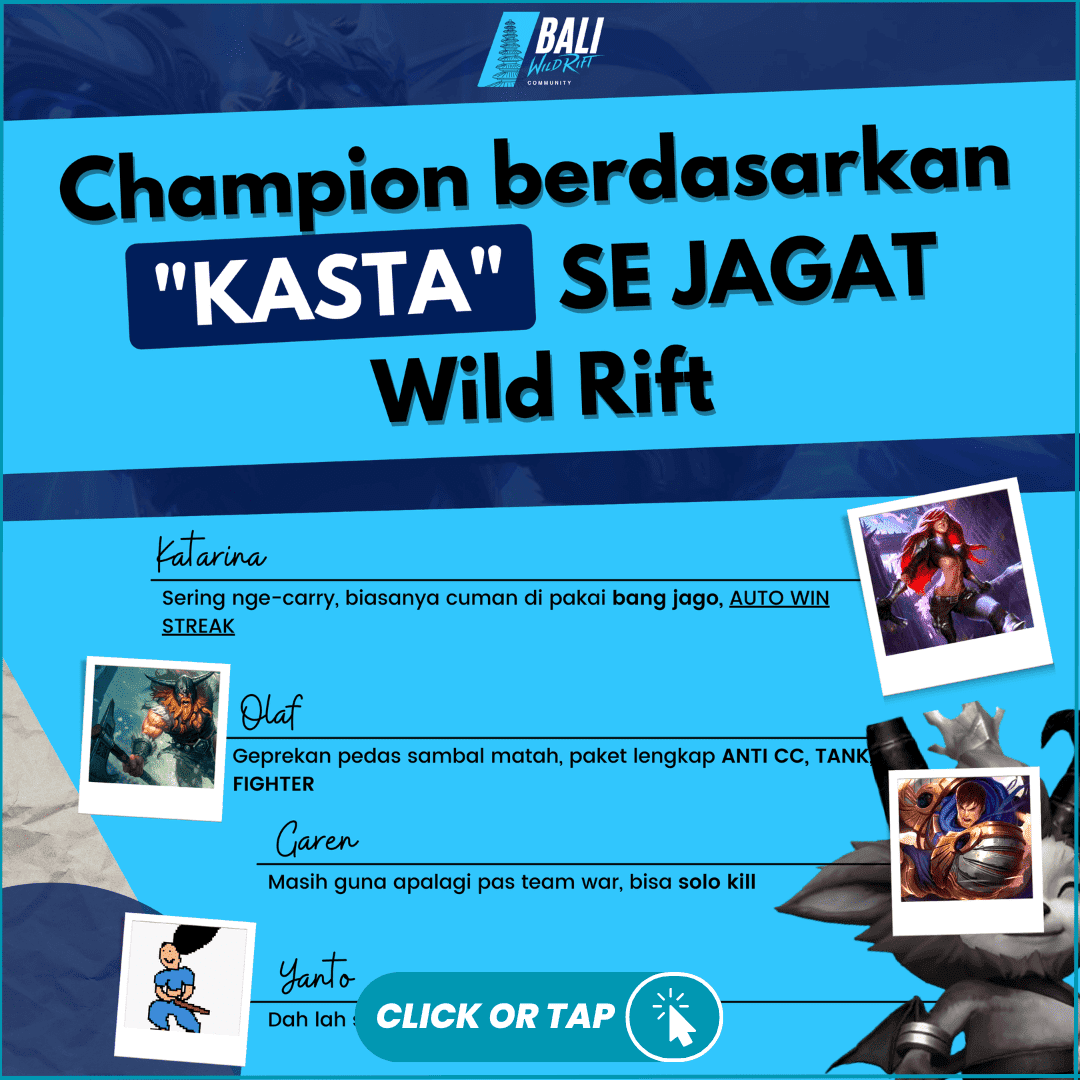 BALI
WILD RIFT
COMMUNITY
Champion berdasarkan
"KASTA" SE JAGAT
Wild Rift
Katarina
Sering nge-carry, biasanya cuman di pakai bang jago, AUTO WIN
STREAK
Olaf
Geprekan pedas sambal matah, paket lengkap ANTI CC, TANK,
FIGHTER
Garen
Masih guna apalagi pas team war, bisa solo kill
Yanto
Dah lah
CLICK OR TAP